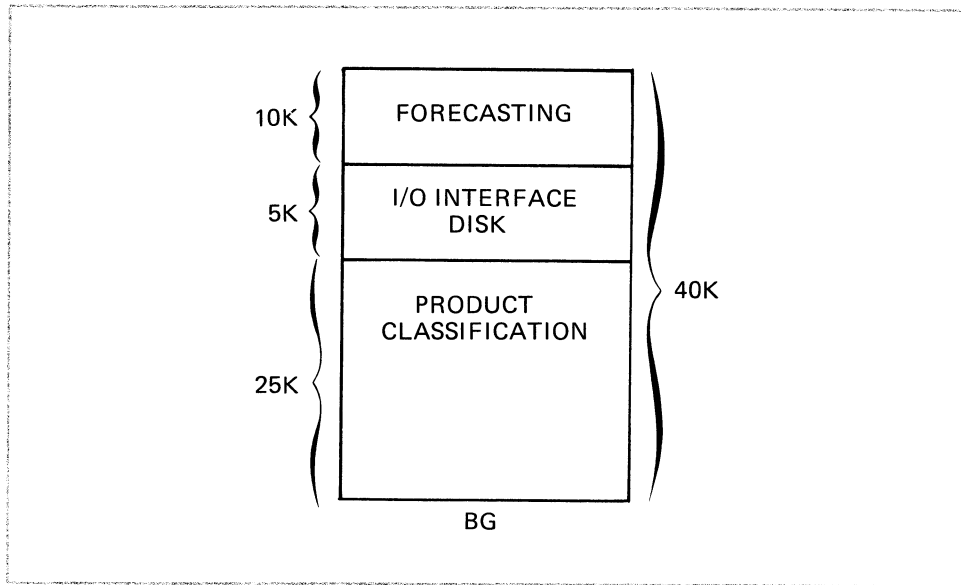 10K
FORECASTING
5K
I/O INTERFACE
DISK
40K
PRODUCT
CLASSIFICATION
25K
BG